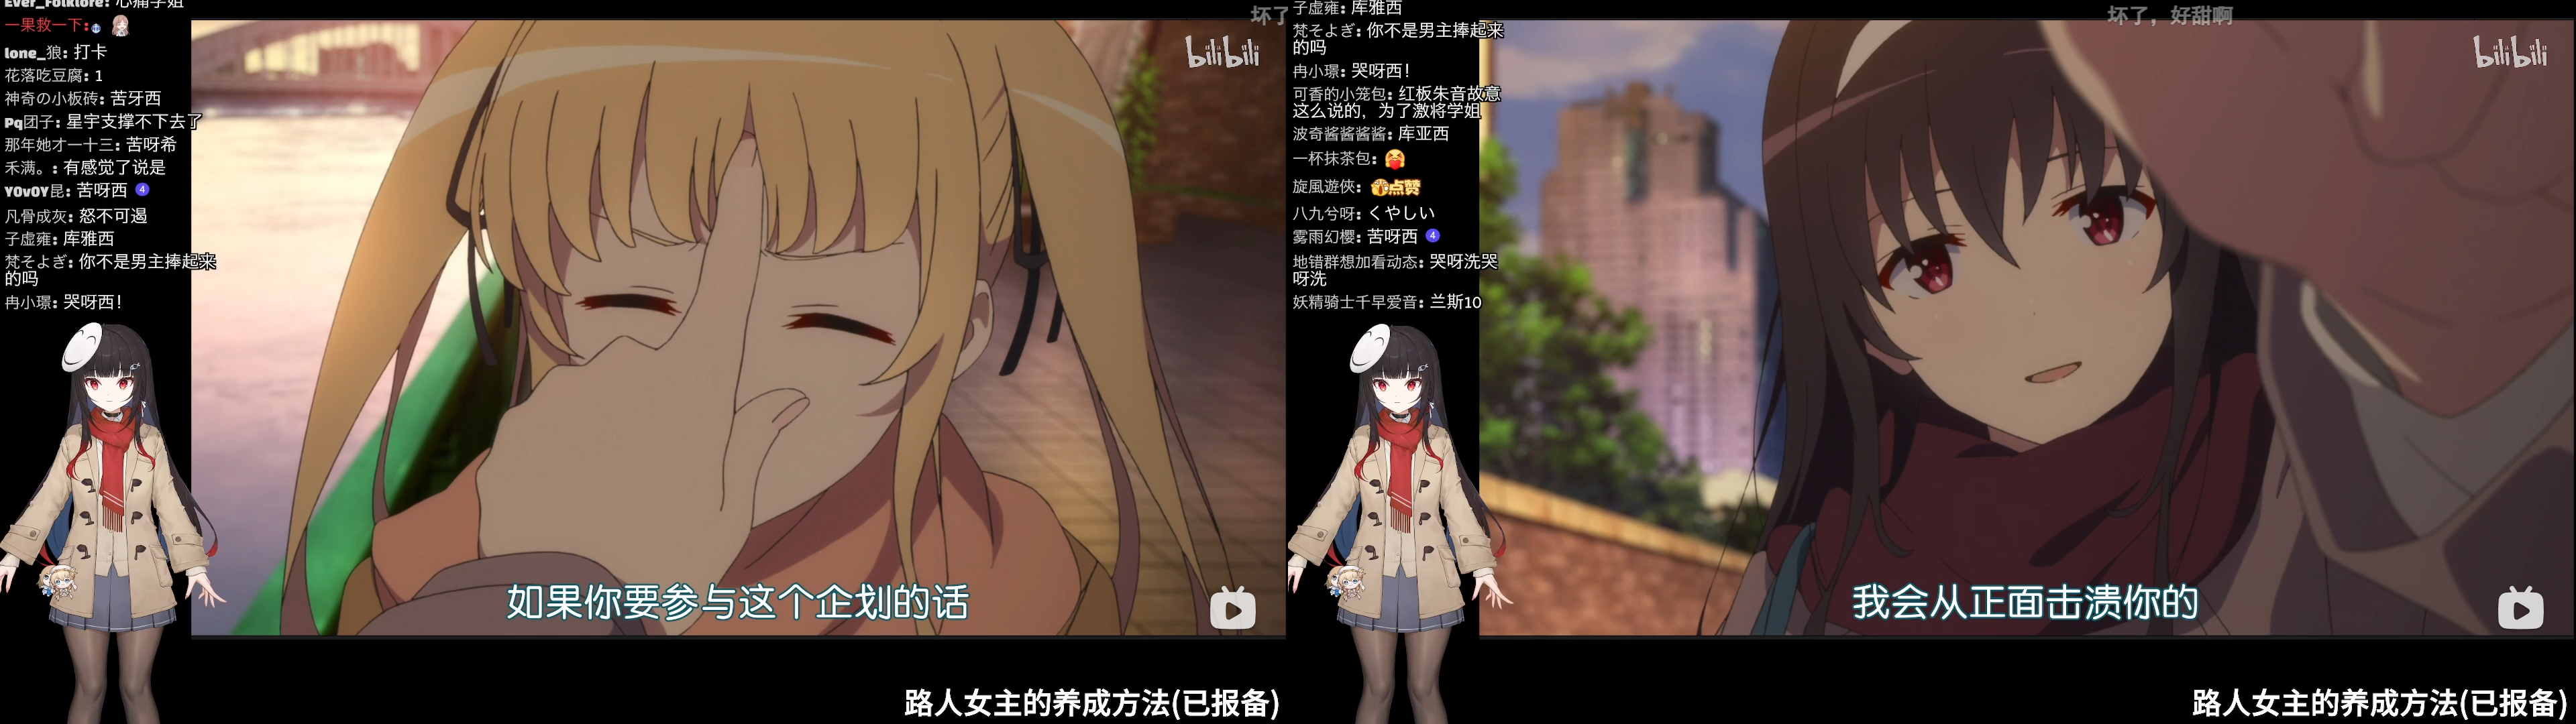 Ever_Folklore: 心痛学姐
一果救一下:
lone_狼: 打卡
花落吃豆腐: 1
神奇の小板砖: 苦牙西
Pq团子: 星宇支撑不下去了
那年她才一十三: 苦呀希
禾满。: 有感觉了说是
Y0v0Y昆: 苦呀西 4
凡骨成灰: 怒不可遏
子虚雍: 库雅西
梵そよぎ: 你不是男主捧起来
的吗
冉小璟: 哭呀西!
坏了
bilibili
如果你要参与这个企划的话
路人女主的养成方法(已报备)
子虚雍: 库雅西
梵そよぎ: 你不是男主捧起来
的吗
冉小璟: 哭呀西!
可香的小笼包: 红板朱音故意
这么说的，为了激将学姐
波奇酱酱酱酱: 库亚西
一杯抹茶包:
旋風遊俠: 点赞
八九兮呀: くやしい
雾雨幻樱: 苦呀西 4
地错群想加看动态: 哭呀洗哭
呀洗
妖精骑士千早爱音: 兰斯10
坏了，好甜啊
bilibili
我会从正面击溃你的
路人女主的养成方法(已报备)